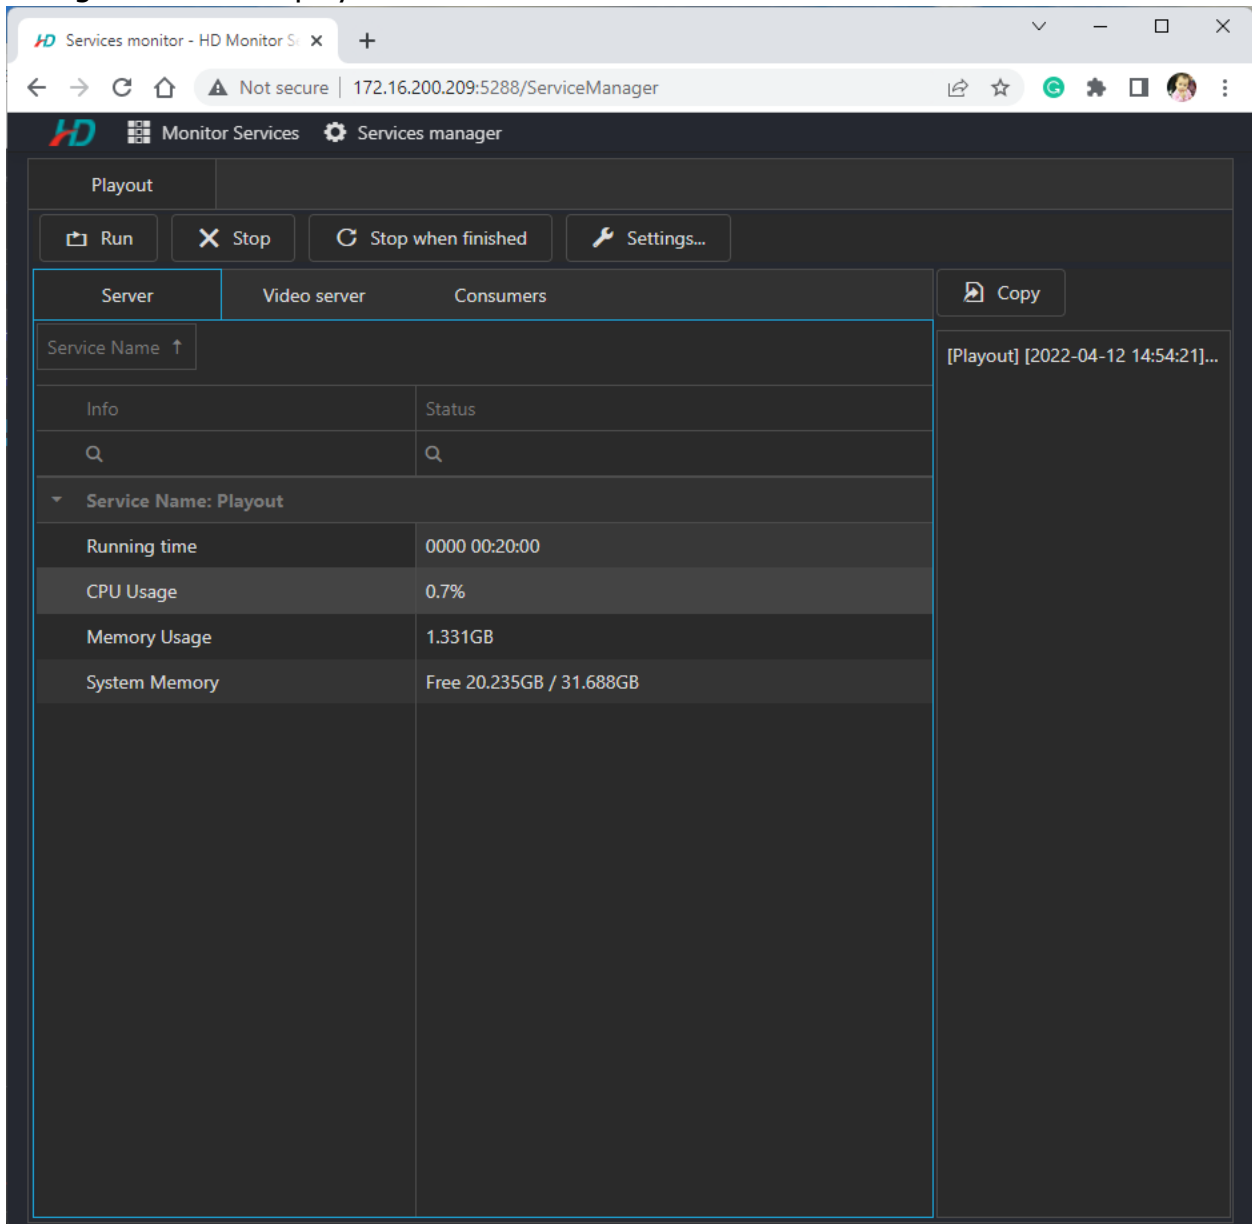 Services monitor - HD Monitor S
Not secure | 172.16.200.209:5288/ServiceManager
HD Monitor Services Services manager
Playout
Run Stop Stop when finished Settings...
Server Video server Consumers Copy
Service Name ↑
[Playout] [2022-04-12 14:54:21]...
Info Status
Service Name: Playout
Running time 0000 00:20:00
CPU Usage 0.7%
Memory Usage 1.331GB
System Memory Free 20.235GB / 31.688GB